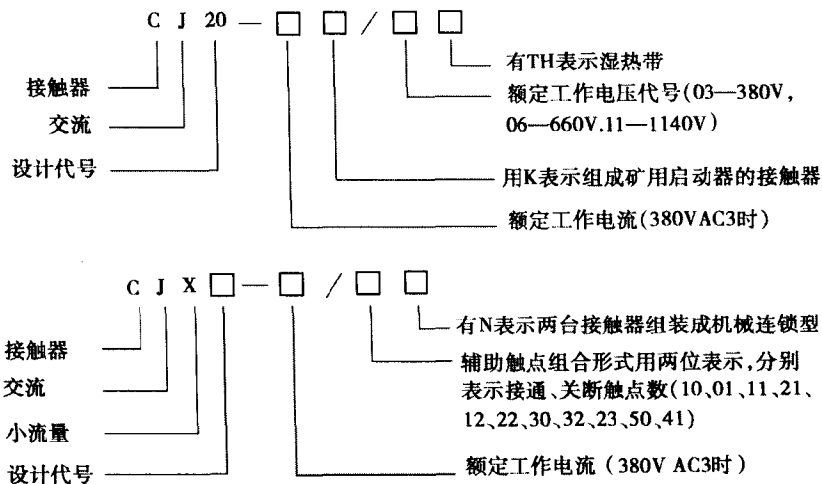 C J 20 — □ □ / □ □
有TH表示湿热带
接触器
额定工作电压代号(03—380V,
交流
06—660V.11—1140V)
设计代号
用K表示组成矿用启动器的接触器
额定工作电流(380VAC3时)
C J X □ — □ / □ □
有N表示两台接触器组装成机械连锁型
接触器
辅助触点组合形式用两位表示,分别
交流
表示接通、关断触点数(10、01、11、21、
12、22、30、32、23、50、41)
小流量
设计代号
额定工作电流(380V AC3时)